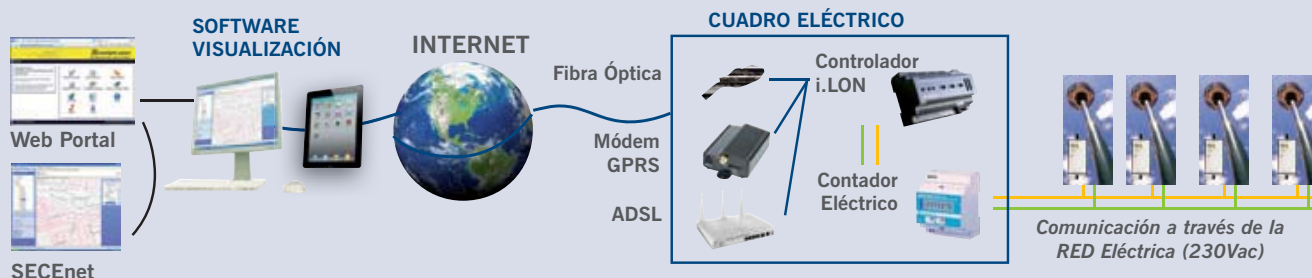 SOFTWARE
VISUALIZACIÓN
INTERNET
CUADRO ELÉCTRICO
Web Portal
SECEnet
Fibra Óptica
Módem
GPRS
ADSL
Controlador
i.LON
Contador
Eléctrico
Comunicación a través de la
RED Eléctrica (230Vac)